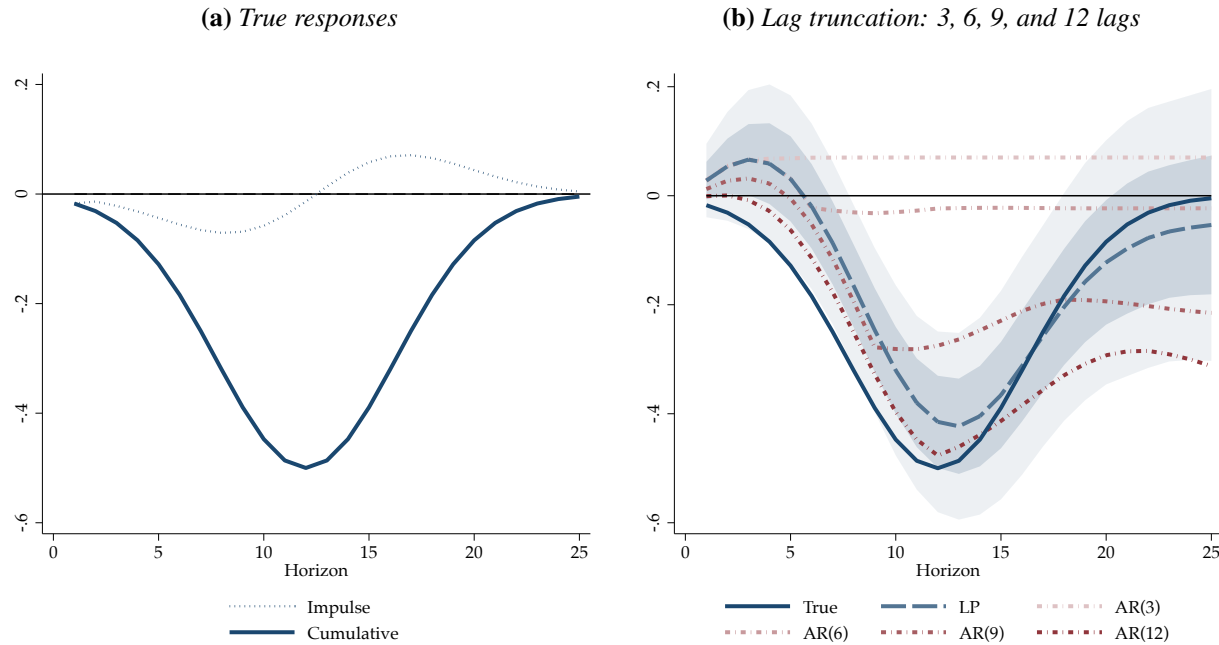 (a) True responses
(b) Lag truncation: 3, 6, 9, and 12 lags
.2
0
-.2
-.4
-.6
0 5 10 15 20 25
Horizon
Impulse
Cumulative
.2
0
-.2
-.4
-.6
0 5 10 15 20 25
Horizon
True LP AR(3)
AR(6) AR(9) AR(12)